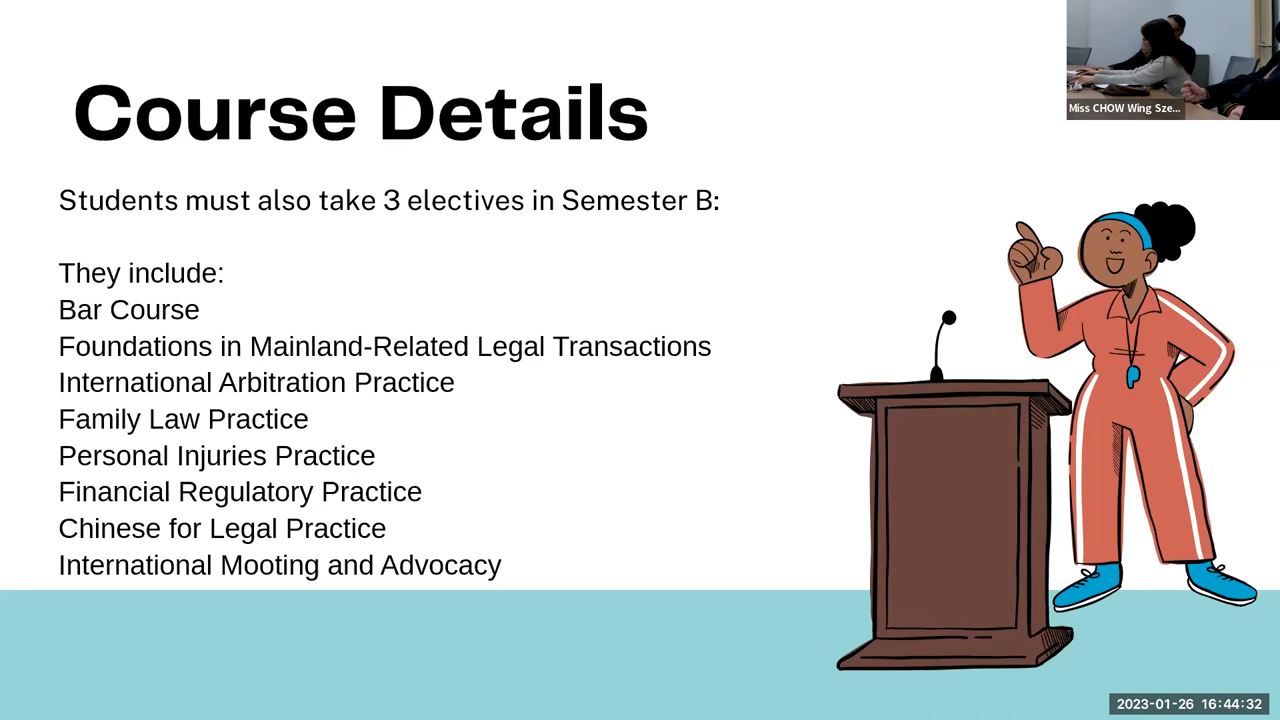 Course Details
Miss CHOW Wing Sze...
Students must also take 3 electives in Semester B:
They include:
Bar Course
Foundations in Mainland-Related Legal Transactions
International Arbitration Practice
Family Law Practice
Personal Injuries Practice
Financial Regulatory Practice
Chinese for Legal Practice
International Mooting and Advocacy
2023-01-26 16:44:32